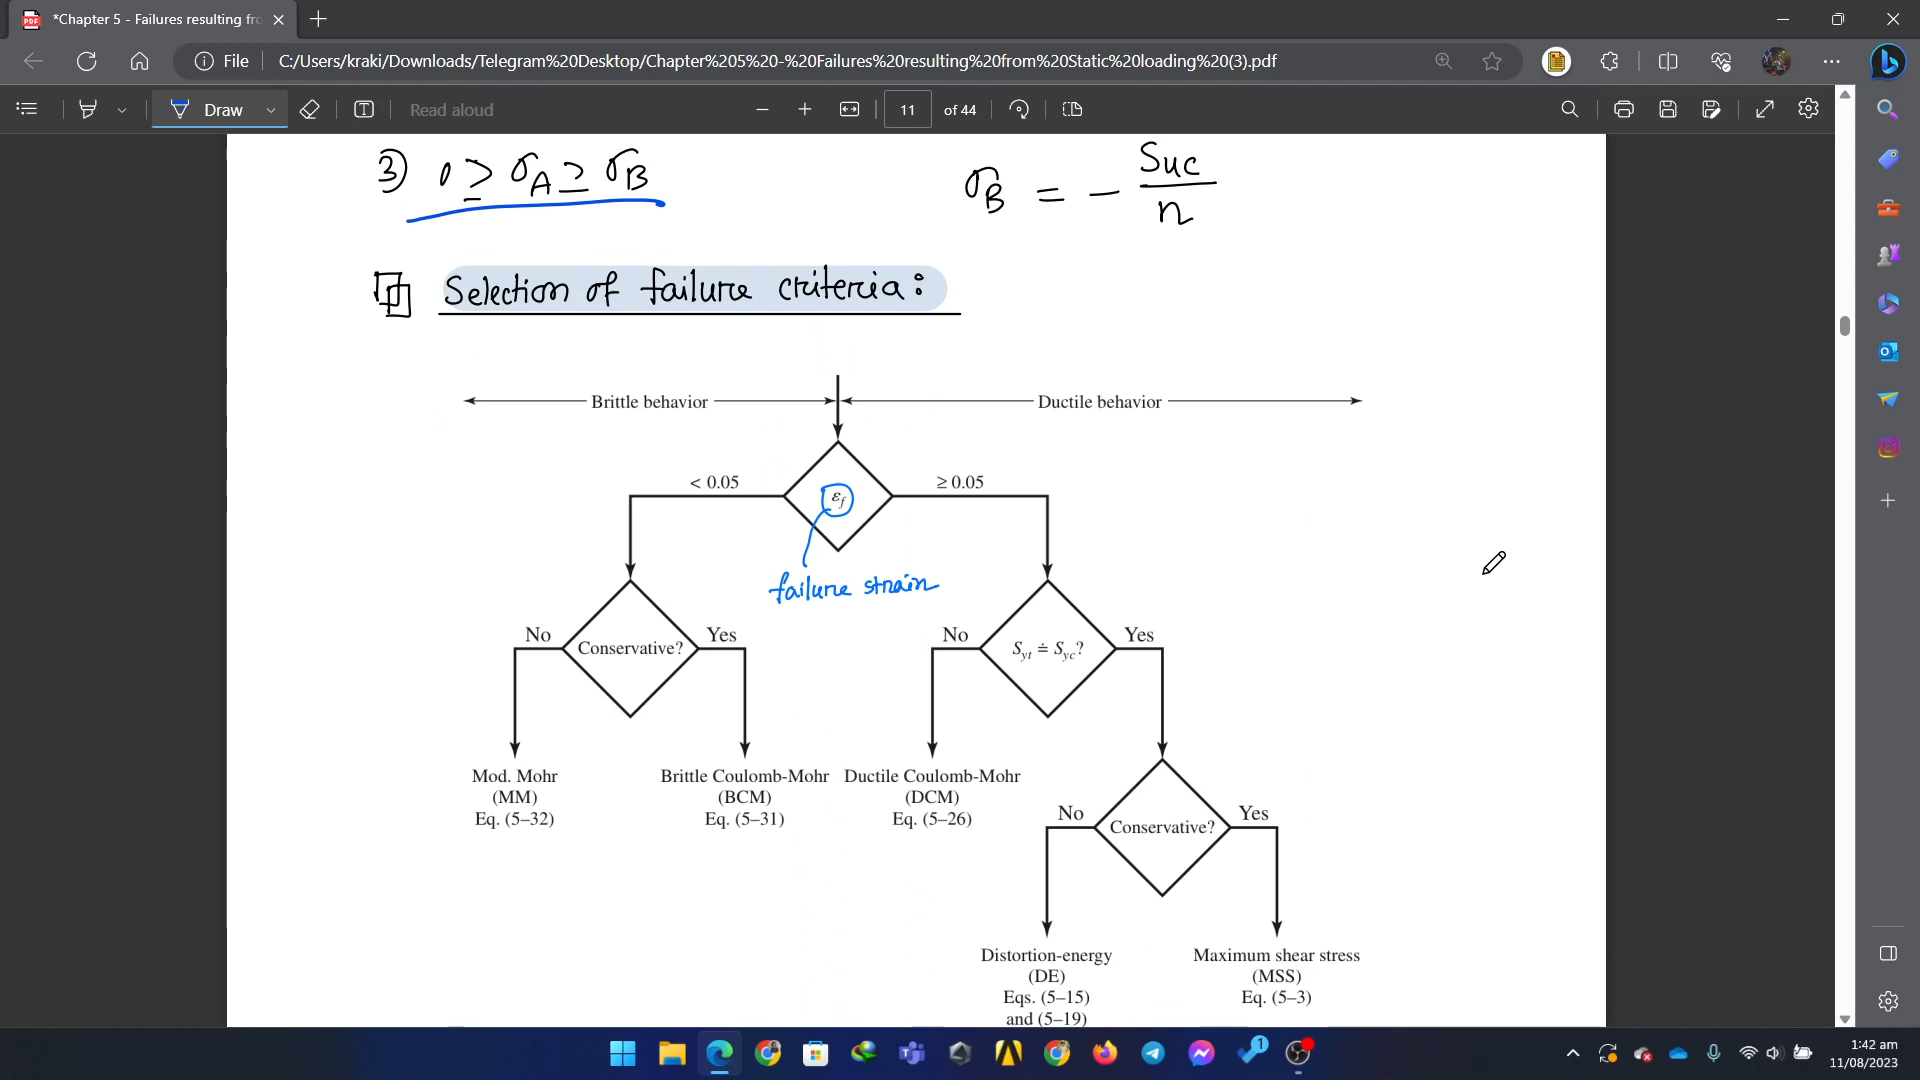 *Chapter 5 - Failures resulting fro
File
C:/Users/kraki/Downloads/Telegram%20Desktop/Chapter%205%20-%20Failures%20resulting%20from%20Static%20loading%20(3).pdf
Draw
Read aloud
11 of 44
3) 0 ≥ σA ≥ σB
σB = - Suc/n
Selection of failure criteria:
Brittle behavior
Ductile behavior
< 0.05
εf
≥ 0.05
failure strain
No
Conservative?
Yes
No
Syt ≐ Syc?
Yes
Mod. Mohr
(MM)
Eq. (5–32)
Brittle Coulomb-Mohr
(BCM)
Eq. (5–31)
Ductile Coulomb-Mohr
(DCM)
Eq. (5–26)
No
Conservative?
Yes
Distortion-energy
(DE)
Eqs. (5–15)
and (5–19)
Maximum shear stress
(MSS)
Eq. (5–3)
1
1:42 am
11/08/2023